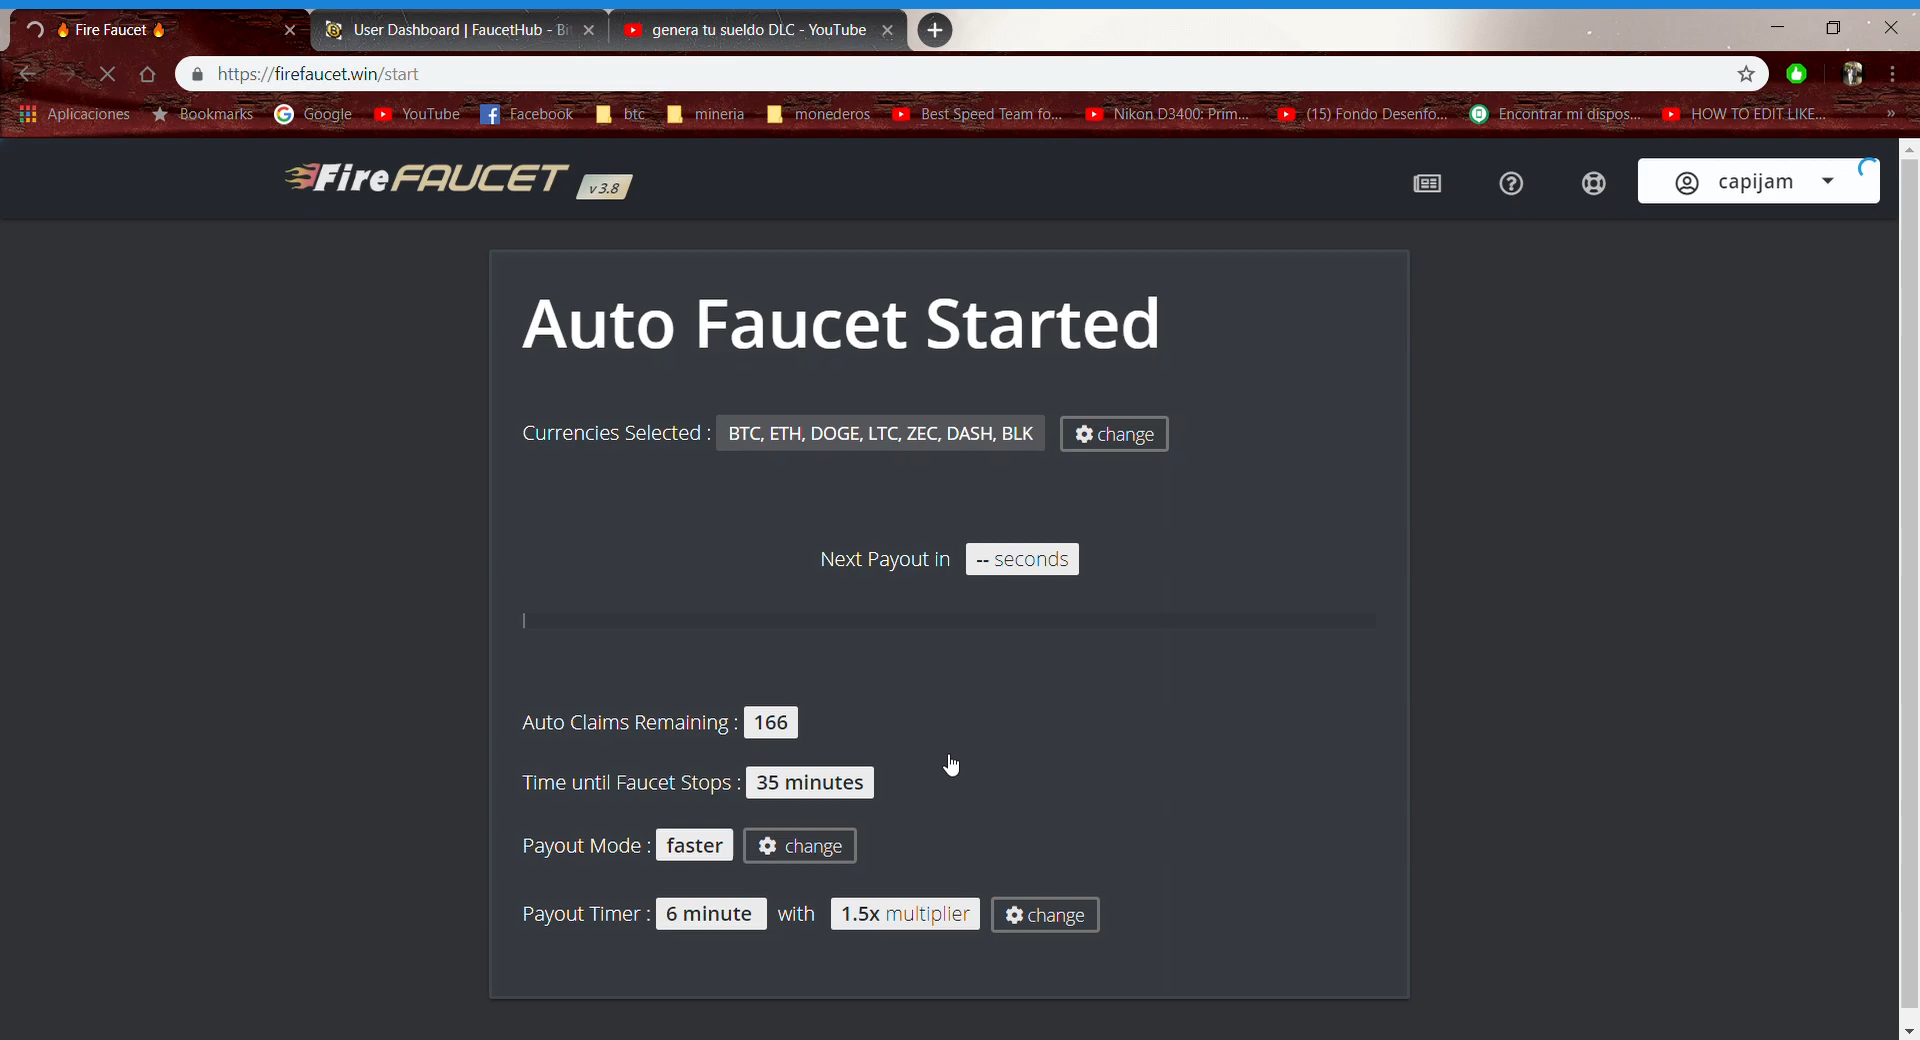 🔥 Fire Faucet 🔥
User Dashboard | FaucetHub - Bi
genera tu sueldo DLC - YouTube
https://firefaucet.win/start
Aplicaciones
Bookmarks
Google
YouTube
Facebook
btc
mineria
monederos
Best Speed Team fo...
Nikon D3400: Prim...
(15) Fondo Desenfo...
Encontrar mi dispos...
HOW TO EDIT LIKE...
»
Fire FAUCET v 3.8
capijam
Auto Faucet Started
Currencies Selected : BTC, ETH, DOGE, LTC, ZEC, DASH, BLK change
Next Payout in -- seconds
Auto Claims Remaining : 166
Time until Faucet Stops : 35 minutes
Payout Mode : faster change
Payout Timer : 6 minute with 1.5x multiplier change